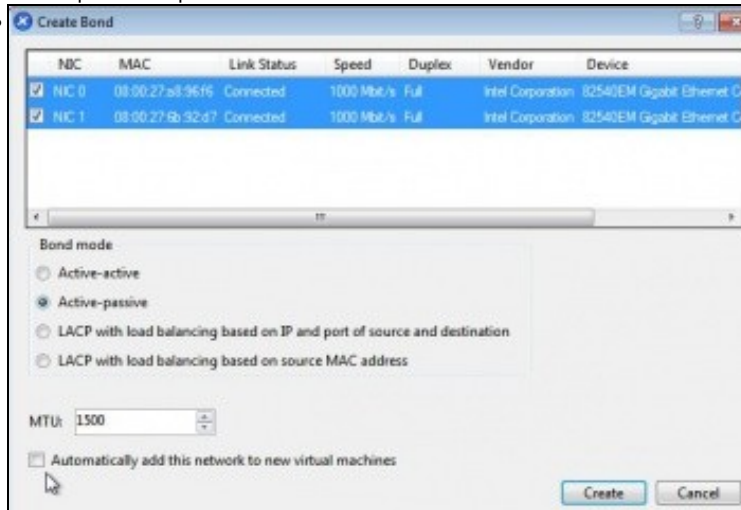 Create Bond
NIC MAC Link Status Speed Duplex Vendor Device
NIC 0 08:00:27:a8:96:f6 Connected 1000 Mbit/s Full Intel Corporation 82540EM Gigabit Ethernet C
NIC 1 08:00:27:6b:92:d7 Connected 1000 Mbit/s Full Intel Corporation 82540EM Gigabit Ethernet C
Bond mode
Active-active
Active-passive
LACP with load balancing based on IP and port of source and destination
LACP with load balancing based on source MAC address
MTU: 1500
Automatically add this network to new virtual machines
Create Cancel